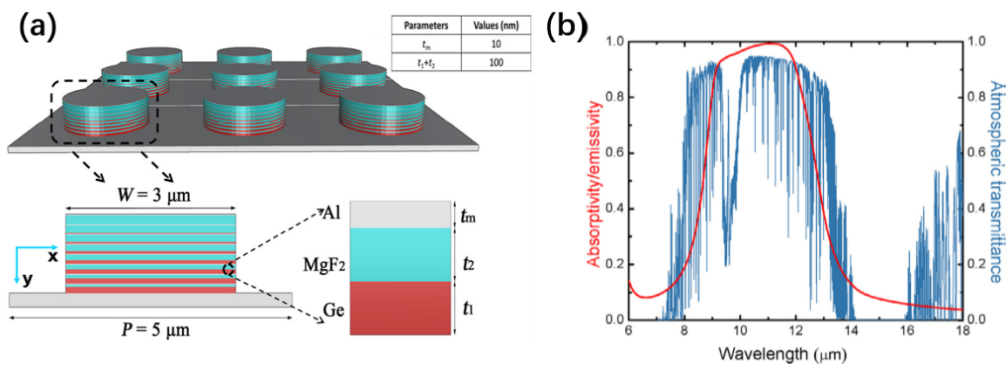 (a)
Parameters Values (nm)
tm 10
t1+t2 100
W = 3 μm
Al
tm
MgF2
t2
x
y
Ge
t1
P = 5 μm
(b)
1.0 1.0
0.8 0.8
0.6 0.6
0.4 0.4
0.2 0.2
0.0 0.0
6 8 10 12 14 16 18
Absorptivity/emissivity
Atmospheric transmittance
Wavelength (μm)